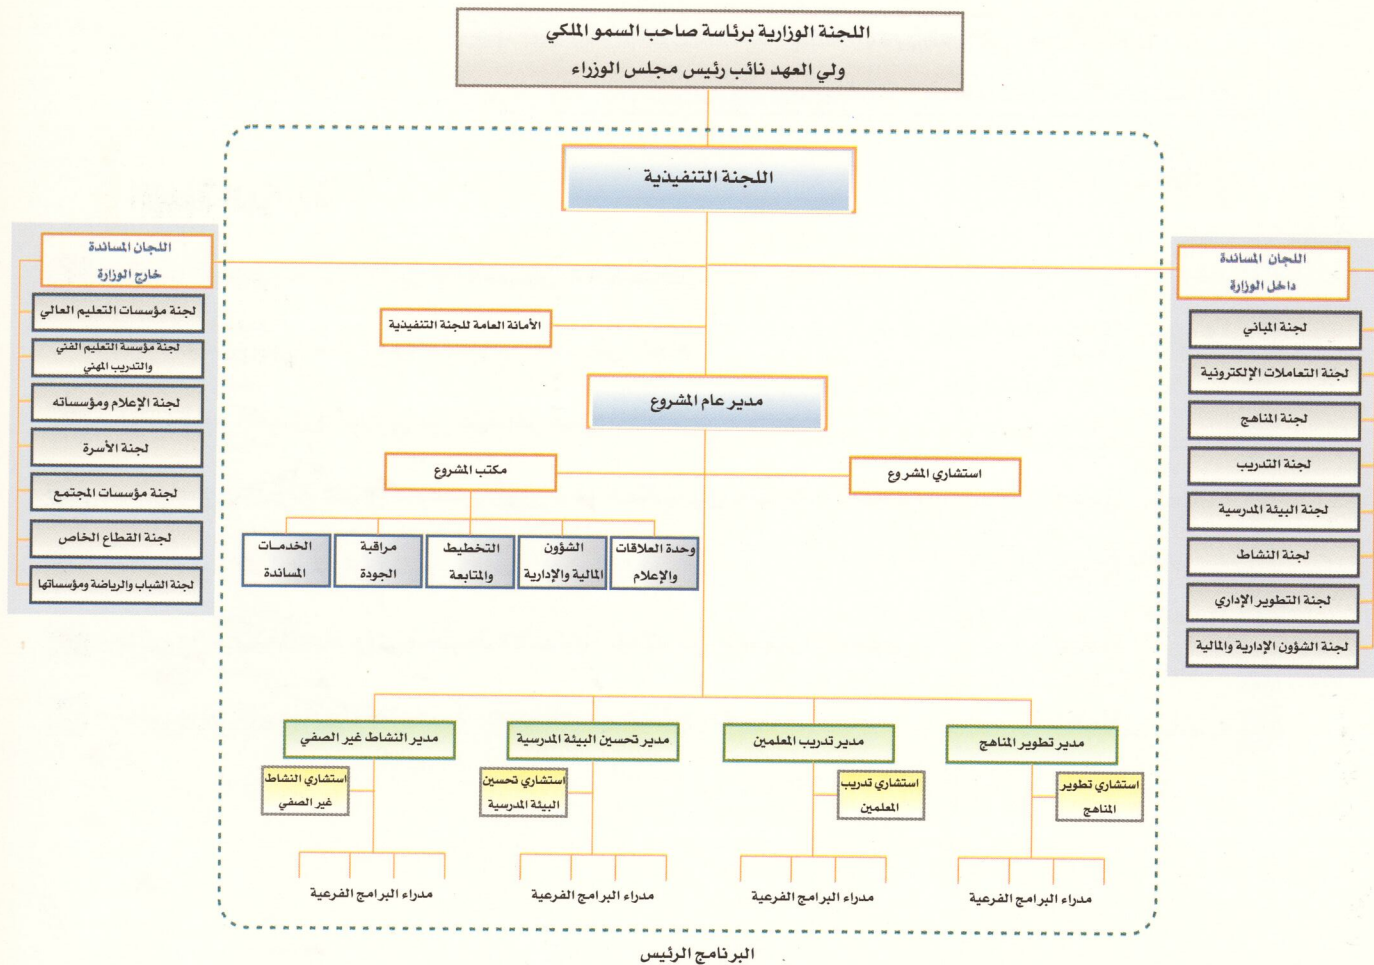 اللجنة الوزارية برئاسة صاحب السمو الملكي
ولي العهد نائب رئيس مجلس الوزراء
اللجنة التنفيذية
اللجان المساندة
داخل الوزارة
لجنة المباني
لجنة التعاملات الإلكترونية
لجنة المناهج
لجنة التدريب
لجنة البيئة المدرسية
لجنة النشاط
لجنة التطوير الإداري
لجنة الشؤون الإدارية والمالية
اللجان المساندة
خارج الوزارة
لجنة مؤسسات التعليم العالي
لجنة مؤسسة التعليم الفني
والتدريب المهني
لجنة الإعلام ومؤسساته
لجنة الأسرة
لجنة مؤسسات المجتمع
لجنة القطاع الخاص
لجنة الشباب والرياضة ومؤسساتها
الأمانة العامة للجنة التنفيذية
مدير عام المشروع
استشاري المشروع
مكتب المشروع
وحدة العلاقات
والإعلام
الشؤون
المالية والإدارية
التخطيط
والمتابعة
مراقبة
الجودة
الخدمات
المساندة
مدير تطوير المناهج
مدير تدريب المعلمين
مدير تحسين البيئة المدرسية
مدير النشاط غير الصفي
استشاري تطوير
المناهج
استشاري تدريب
المعلمين
استشاري تحسين
البيئة المدرسية
استشاري النشاط
غير الصفي
مدراء البرامج الفرعية
مدراء البرامج الفرعية
مدراء البرامج الفرعية
مدراء البرامج الفرعية
البرنامج الرئيس